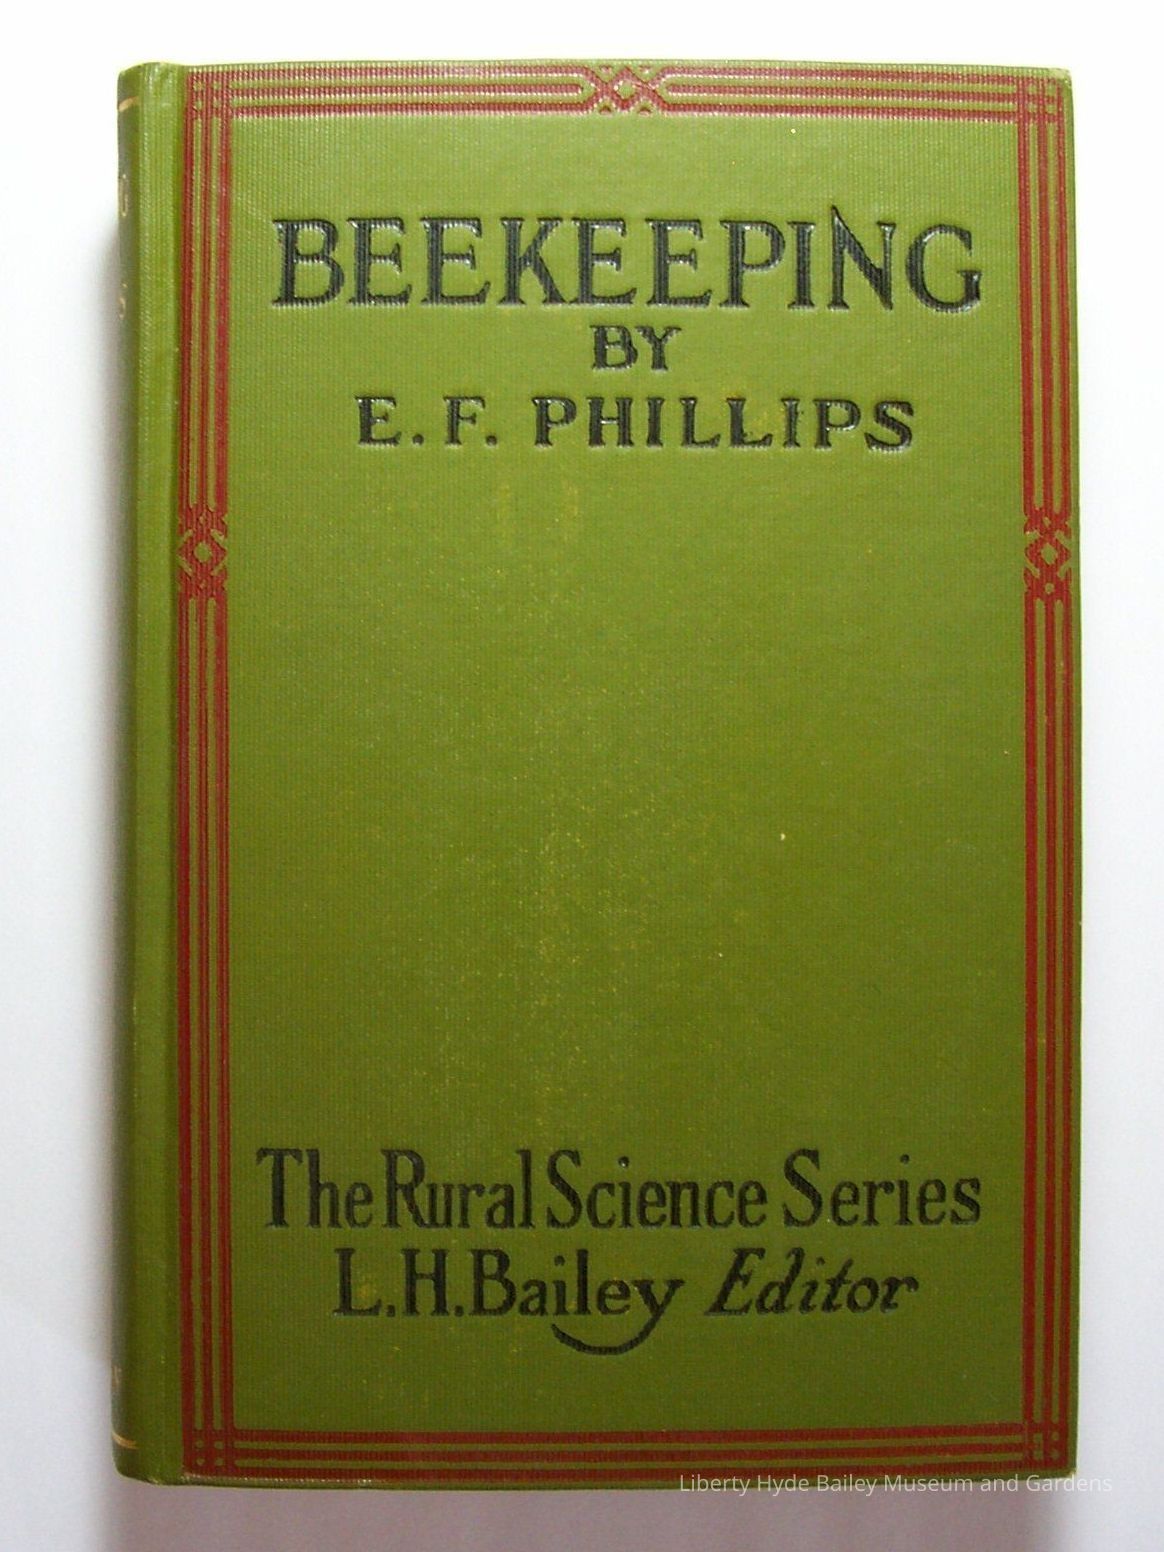 BEEKEEPING
BY
E. F. PHILLIPS
The Rural Science Series
L.H.Bailey Editor
Liberty Hyde Bailey Museum and Gardens